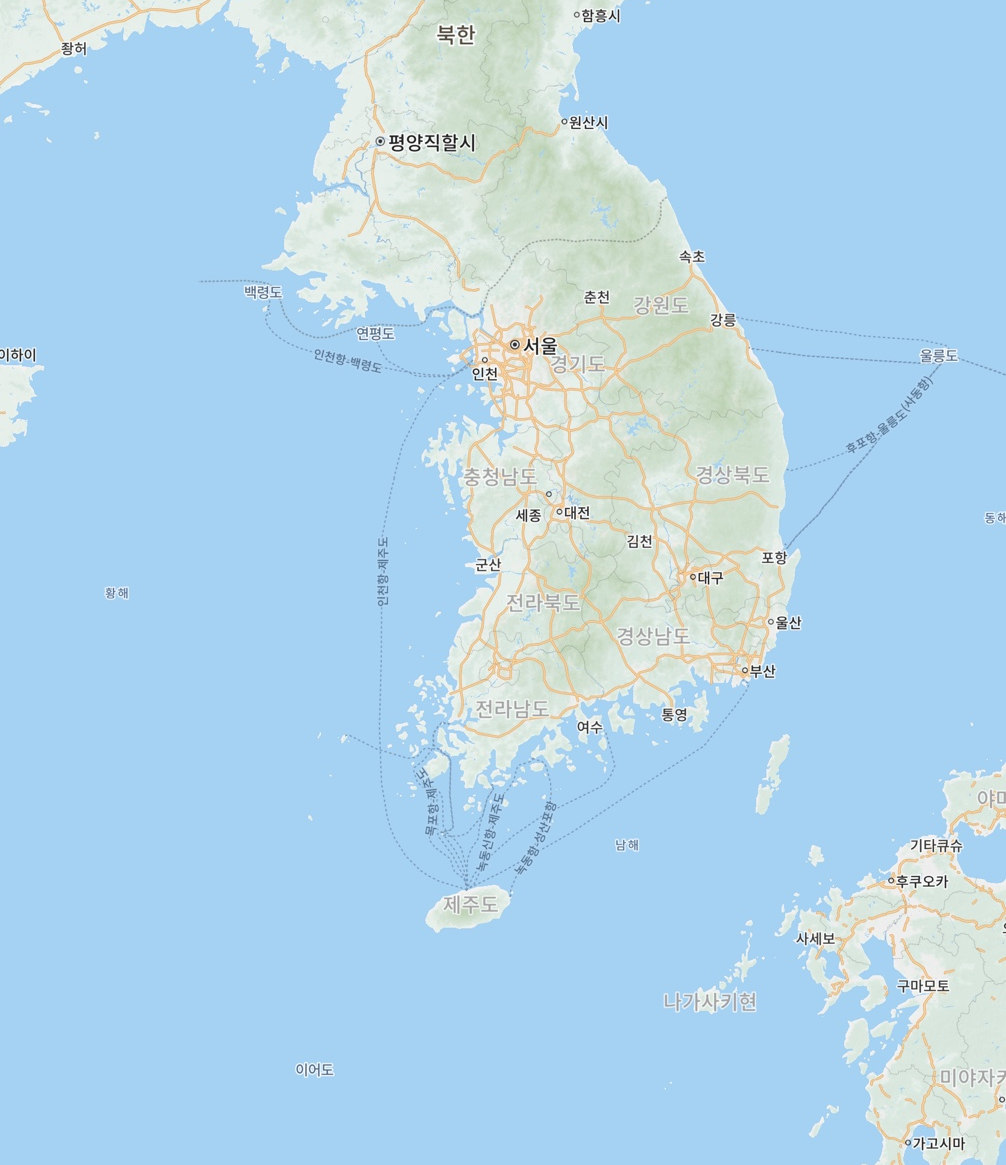 함흥시
북한
좡허
원산시
평양직할시
속초
백령도
춘천
강원도
강릉
연평도
서울
이하이
인천항-백령도
울릉도
경기도
인천
후포항-울릉도(사동항)
충청남도
경상북도
세종
대전
동해
김천
포항
군산
인천항-제주도
대구
황해
전라북도
울산
경상남도
부산
전라남도
통영
여수
목포항-제주도
녹동신항-제주도
녹동항-성산포항
남해
기타큐슈
후쿠오카
제주도
사세보
구마모토
나가사키현
이어도
가고시마